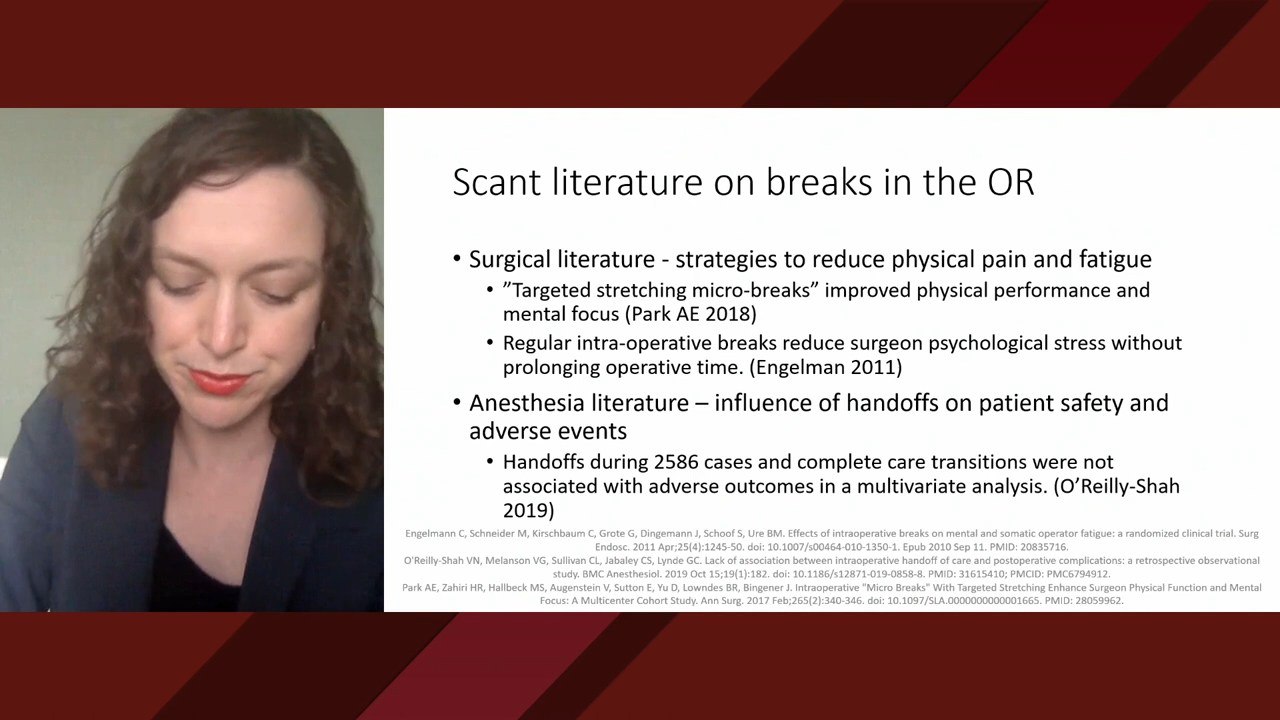 Scant literature on breaks in the OR
• Surgical literature - strategies to reduce physical pain and fatigue
• ”Targeted stretching micro-breaks” improved physical performance and
mental focus (Park AE 2018)
• Regular intra-operative breaks reduce surgeon psychological stress without
prolonging operative time. (Engelman 2011)
• Anesthesia literature – influence of handoffs on patient safety and
adverse events
• Handoffs during 2586 cases and complete care transitions were not
associated with adverse outcomes in a multivariate analysis. (O’Reilly-Shah
2019)
Engelmann C, Schneider M, Kirschbaum C, Grote G, Dingemann J, Schoof S, Ure BM. Effects of intraoperative breaks on mental and somatic operator fatigue: a randomized clinical trial. Surg
Endosc. 2011 Apr;25(4):1245-50. doi: 10.1007/s00464-010-1350-1. Epub 2010 Sep 11. PMID: 20835716.
O'Reilly-Shah VN, Melanson VG, Sullivan CL, Jabaley CS, Lynde GC. Lack of association between intraoperative handoff of care and postoperative complications: a retrospective observational
study. BMC Anesthesiol. 2019 Oct 15;19(1):182. doi: 10.1186/s12871-019-0858-8. PMID: 31615410; PMCID: PMC6794912.
Park AE, Zahiri HR, Hallbeck MS, Augenstein V, Sutton E, Yu D, Lowndes BR, Bingener J. Intraoperative "Micro Breaks" With Targeted Stretching Enhance Surgeon Physical Function and Mental
Focus: A Multicenter Cohort Study. Ann Surg. 2017 Feb;265(2):340-346. doi: 10.1097/SLA.0000000000001665. PMID: 28059962.